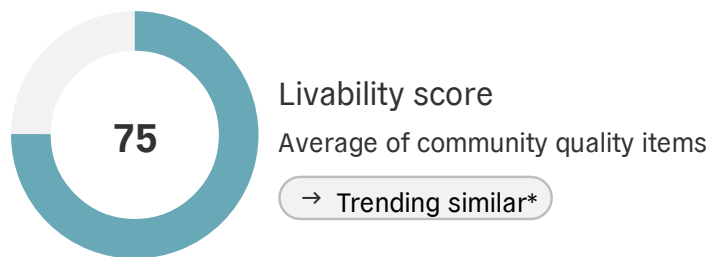 75
Livability score
Average of community quality items
→ Trending similar*